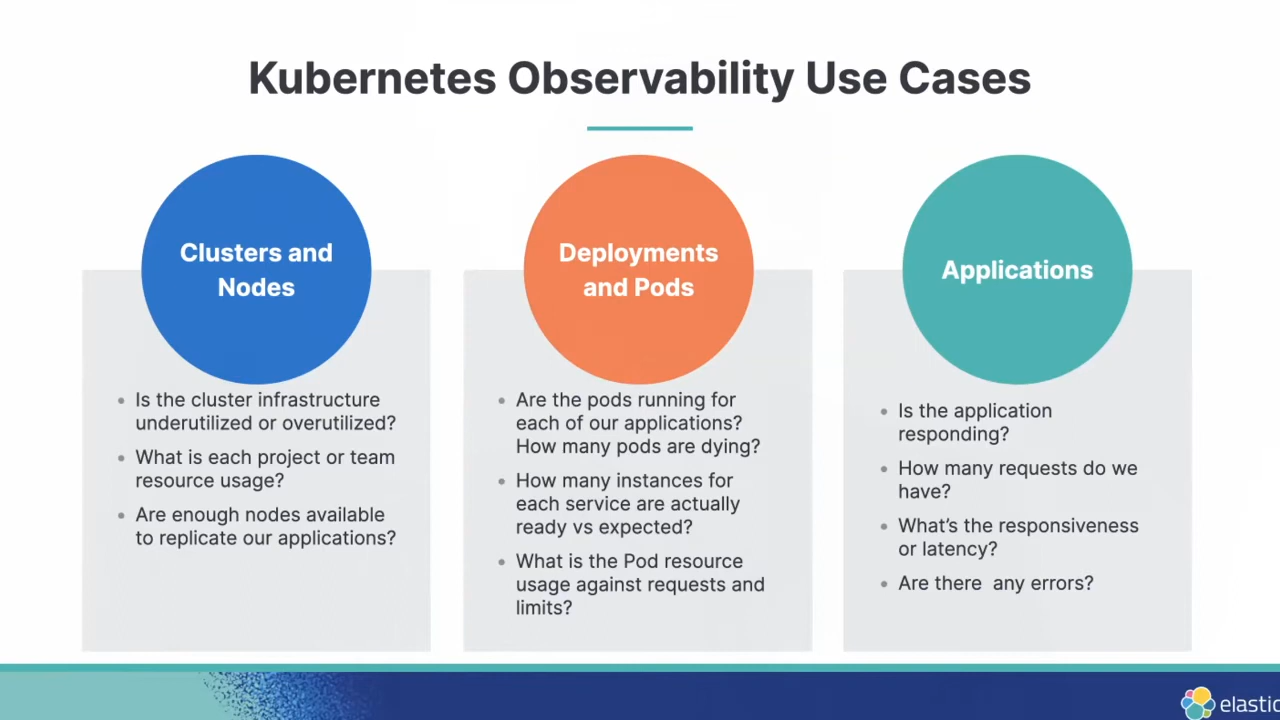 Kubernetes Observability Use Cases
Clusters and
Nodes
• Is the cluster infrastructure
underutilized or overutilized?
• What is each project or team
resource usage?
• Are enough nodes available
to replicate our applications?
Deployments
and Pods
• Are the pods running for
each of our applications?
How many pods are dying?
• How many instances for
each service are actually
ready vs expected?
• What is the Pod resource
usage against requests and
limits?
Applications
• Is the application
responding?
• How many requests do we
have?
• What’s the responsiveness
or latency?
• Are there  any errors?
elastic